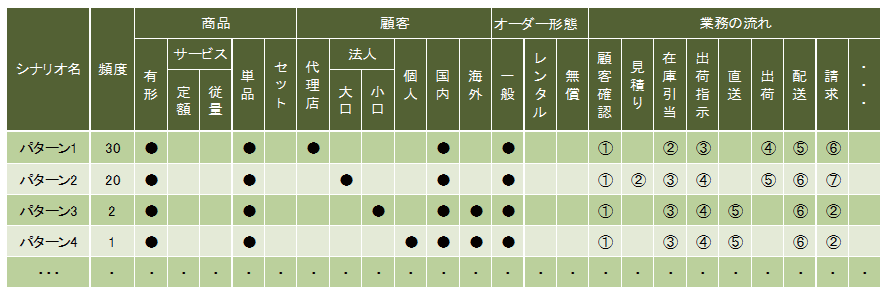 シナリオ名 頻度 商品 顧客 オーダー形態 業務の流れ
有形 サービス 単品 セット 代理店 法人 個人 国内 海外 一般 レンタル 無償 顧客確認 見積り 在庫引当 出荷指示 直送 出荷 配送 請求 ・・・
定額 従量 大口 小口
パターン1 30 ● ● ● ● ● ① ② ③ ④ ⑤ ⑥
パターン2 20 ● ● ● ● ● ① ② ③ ④ ⑤ ⑥ ⑦
パターン3 2 ● ● ● ● ● ● ① ③ ④ ⑤ ⑥ ②
パターン4 1 ● ● ● ● ● ● ① ③ ④ ⑤ ⑥ ②
・・・ ・ ・ ・ ・ ・ ・ ・ ・ ・ ・ ・ ・ ・ ・ ・ ・ ・ ・ ・ ・ ・ ・ ・ ・ ・